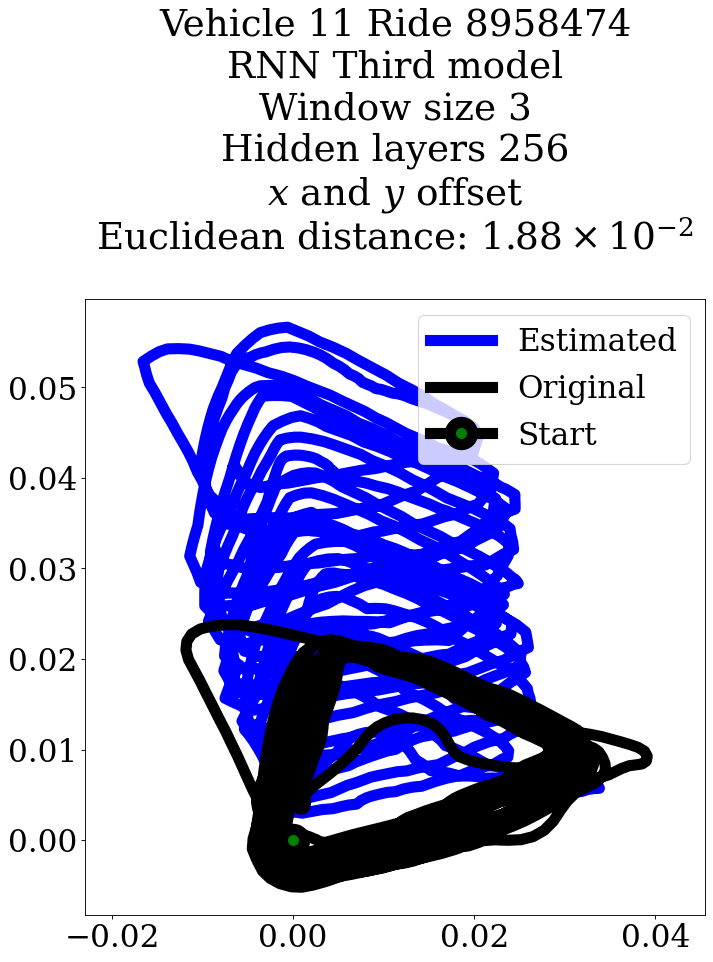 Vehicle 11 Ride 8958474
RNN Third model
Window size 3
Hidden layers 256
x and y offset
Euclidean distance: 1.88 × 10⁻²
Estimated
Original
Start
0.05
0.04
0.03
0.02
0.01
0.00
−0.02 0.00 0.02 0.04